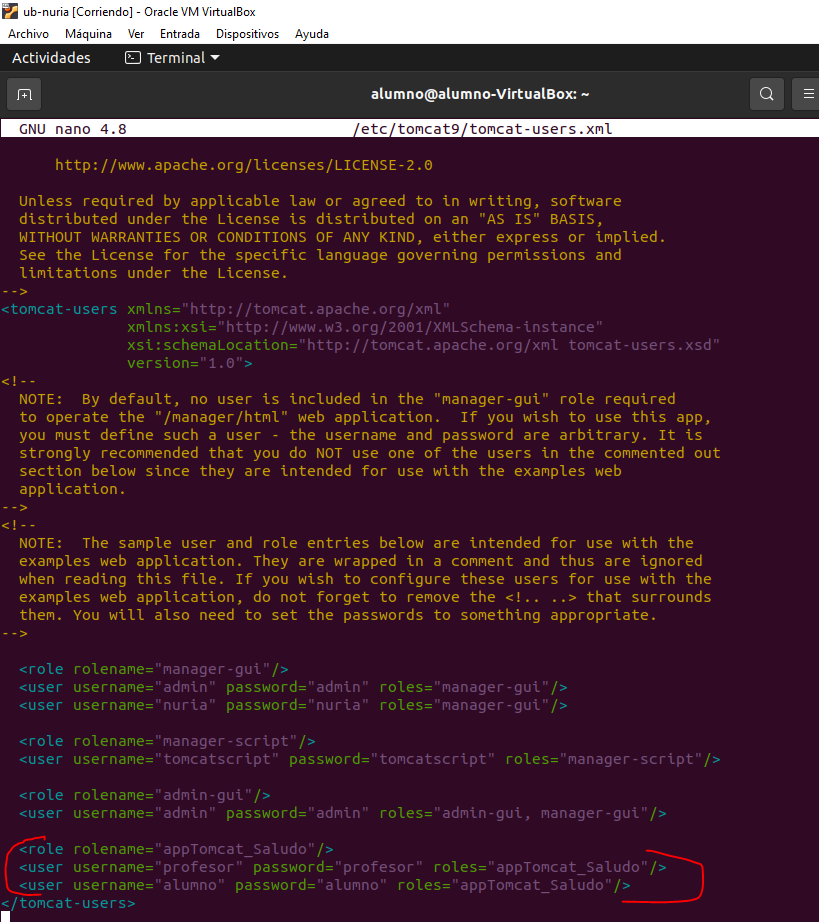 ub-nuria [Corriendo] - Oracle VM VirtualBox
Archivo Máquina Ver Entrada Dispositivos Ayuda
Actividades Terminal
alumno@alumno-VirtualBox: ~
GNU nano 4.8 /etc/tomcat9/tomcat-users.xml
http://www.apache.org/licenses/LICENSE-2.0
Unless required by applicable law or agreed to in writing, software
distributed under the License is distributed on an "AS IS" BASIS,
WITHOUT WARRANTIES OR CONDITIONS OF ANY KIND, either express or implied.
See the License for the specific language governing permissions and
limitations under the License.
-->
<tomcat-users xmlns="http://tomcat.apache.org/xml"
xmlns:xsi="http://www.w3.org/2001/XMLSchema-instance"
xsi:schemaLocation="http://tomcat.apache.org/xml tomcat-users.xsd"
version="1.0">
<!--
NOTE:  By default, no user is included in the "manager-gui" role required
to operate the "/manager/html" web application.  If you wish to use this app,
you must define such a user - the username and password are arbitrary. It is
strongly recommended that you do NOT use one of the users in the commented out
section below since they are intended for use with the examples web
application.
-->
<!--
NOTE:  The sample user and role entries below are intended for use with the
examples web application. They are wrapped in a comment and thus are ignored
when reading this file. If you wish to configure these users for use with the
examples web application, do not forget to remove the <!.. ..> that surrounds
them. You will also need to set the passwords to something appropriate.
-->
<role rolename="manager-gui"/>
<user username="admin" password="admin" roles="manager-gui"/>
<user username="nuria" password="nuria" roles="manager-gui"/>
<role rolename="manager-script"/>
<user username="tomcatscript" password="tomcatscript" roles="manager-script"/>
<role rolename="admin-gui"/>
<user username="admin" password="admin" roles="admin-gui, manager-gui"/>
<role rolename="appTomcat_Saludo"/>
<user username="profesor" password="profesor" roles="appTomcat_Saludo"/>
<user username="alumno" password="alumno" roles="appTomcat_Saludo"/>
</tomcat-users>